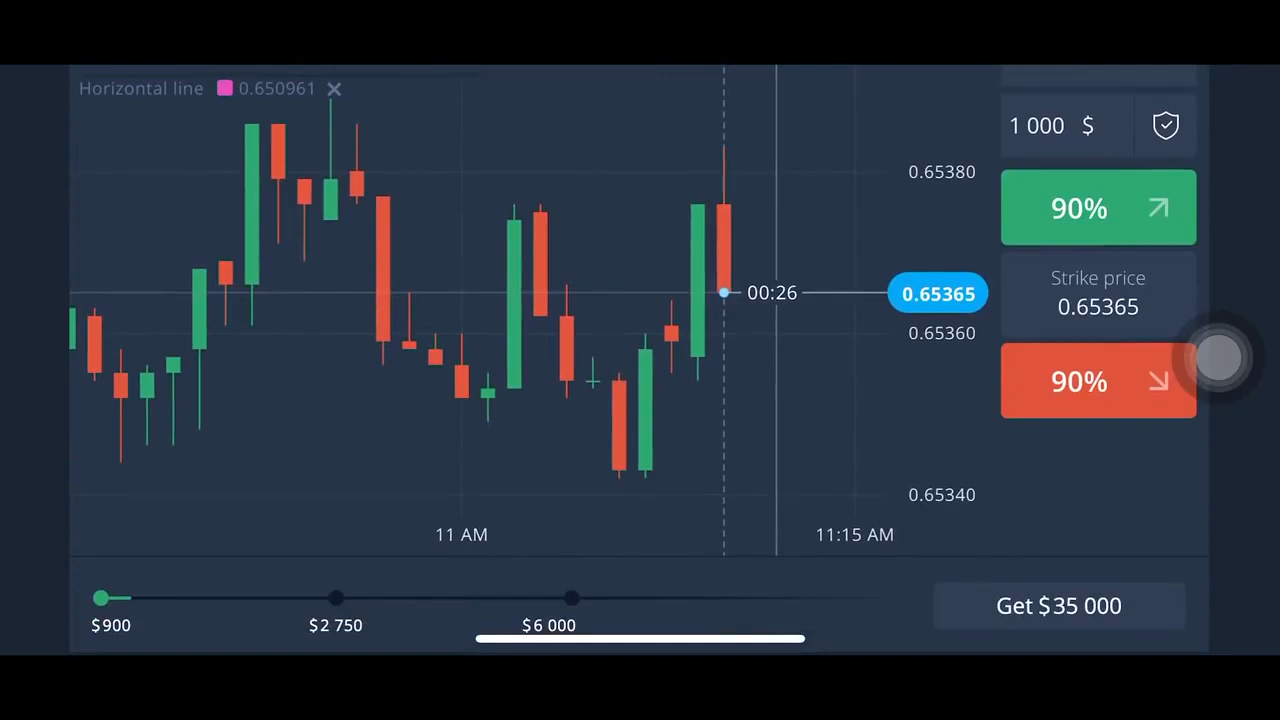 Horizontal line 0.650961
1 000 $
0.65380
90%
Strike price
0.65365
00:26
0.65365
0.65360
90%
0.65340
11 AM
11:15 AM
$900
$2 750
$6 000
Get $35 000